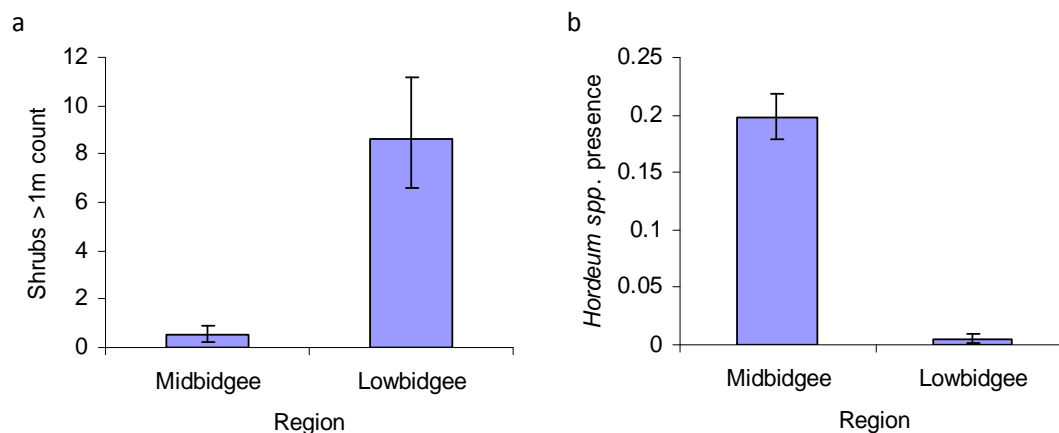 a
Shrubs >1m count
12
10
8
6
4
2
0
Midbidgee Lowbidgee
Region
b
Hordeum spp. presence
0.25
0.2
0.15
0.1
0.05
0
Midbidgee Lowbidgee
Region